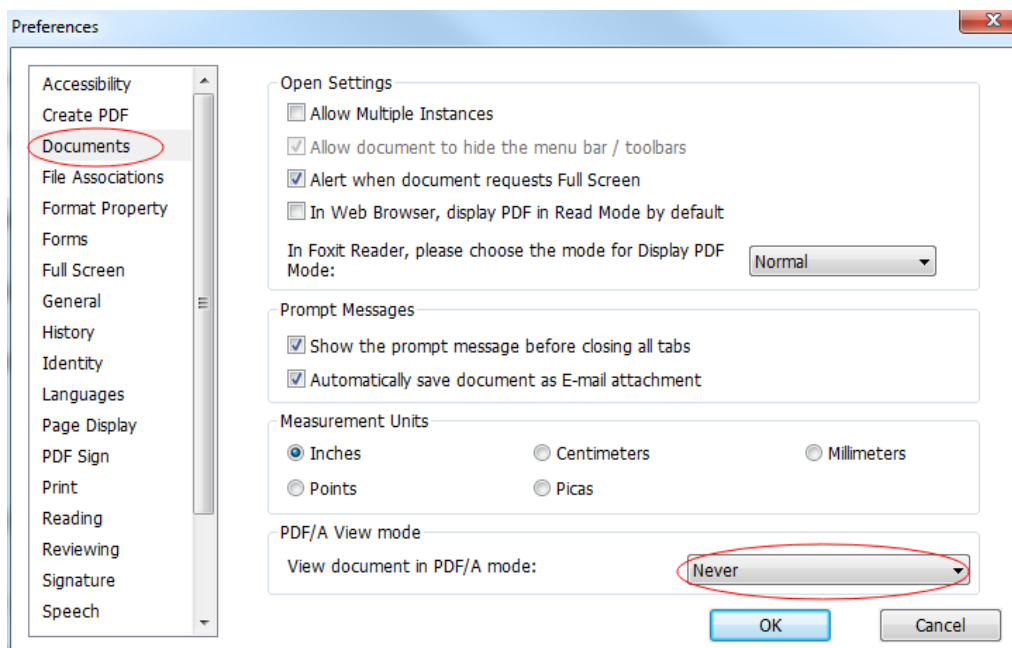 Preferences
Accessibility
Create PDF
Documents
File Associations
Format Property
Forms
Full Screen
General
History
Identity
Languages
Page Display
PDF Sign
Print
Reading
Reviewing
Signature
Speech
Open Settings
Allow Multiple Instances
Allow document to hide the menu bar / toolbars
Alert when document requests Full Screen
In Web Browser, display PDF in Read Mode by default
In Foxit Reader, please choose the mode for Display PDF
Mode:
Normal
Prompt Messages
Show the prompt message before closing all tabs
Automatically save document as E-mail attachment
Measurement Units
Inches
Centimeters
Millimeters
Points
Picas
PDF/A View mode
View document in PDF/A mode:
Never
OK
Cancel